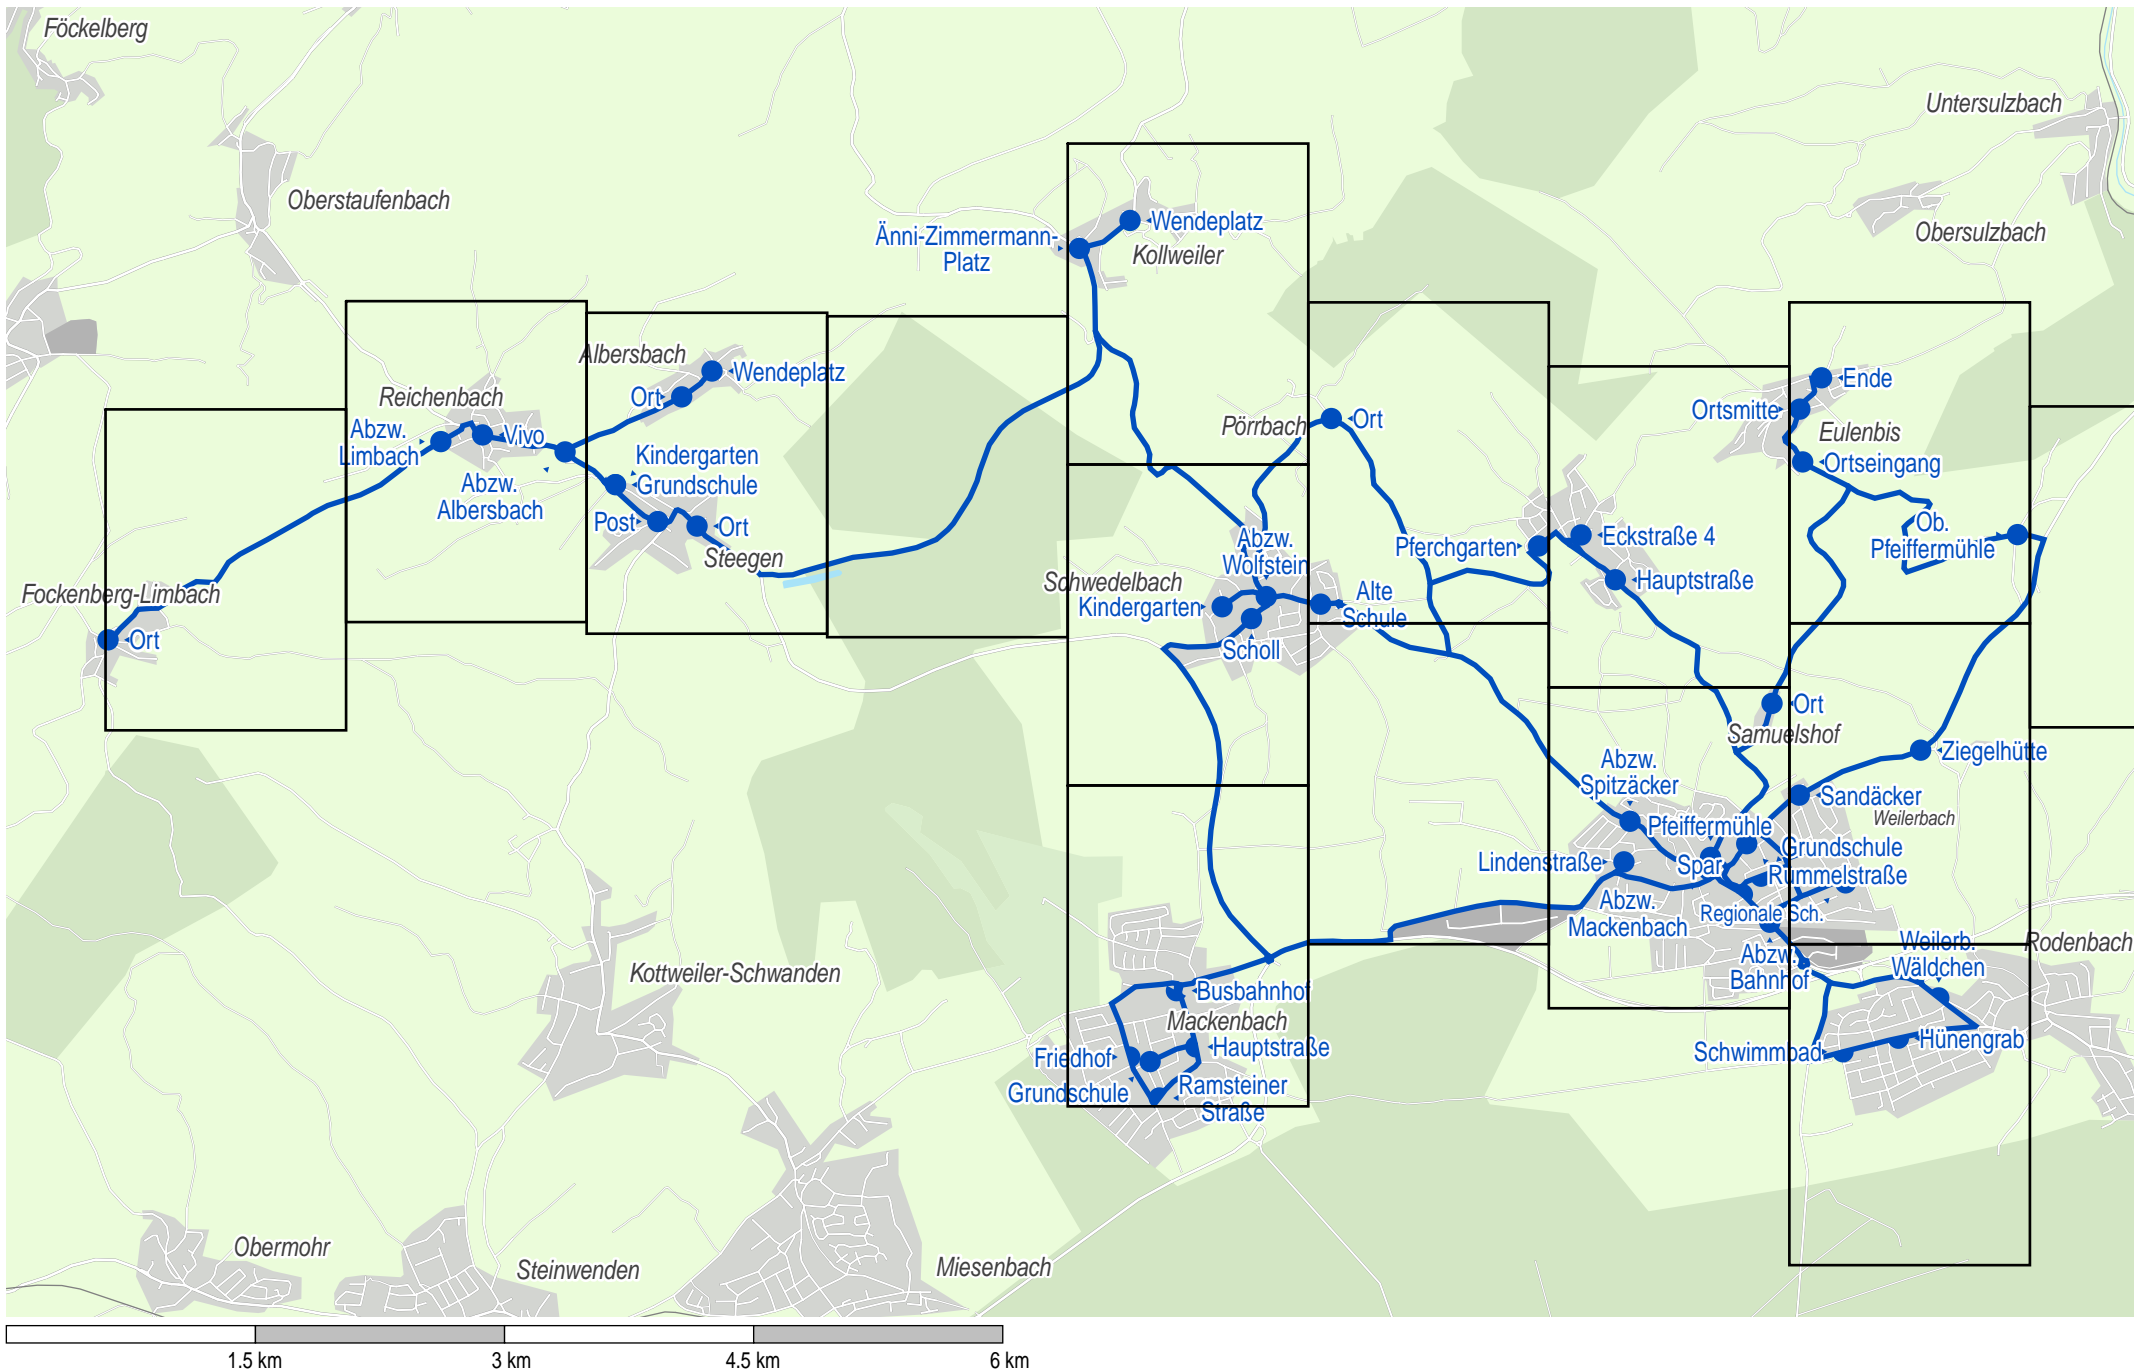 Föckelberg
Untersulzbach
Oberstaufenbach
Obersulzbach
Wendeplatz
Änni-Zimmermann-
Platz
Kollweiler
Albersbach
Wendeplatz
Ort
Reichenbach
Abzw.
Limbach
Vivo
Abzw.
Albersbach
Kindergarten
Grundschule
Post
Ort
Steegen
Fockenberg-Limbach
Ort
Pörrbach
Ort
Ende
Ortsmitte
Eulenbis
Ortseingang
Ob.
Pfeiffermühle
Eckstraße 4
Pferchgarten
Hauptstraße
Abzw.
Wolfstein
Schwedelbach
Kindergarten
Alte
Schule
Scholl
Ort
Samuelshof
Ziegelhütte
Abzw.
Spitzäcker
Sandäcker
Weilerbach
Pfeiffermühle
Grundschule
Lindenstraße
Spar
Rummelstraße
Abzw.
Mackenbach
Regionale Sch.
Abzw.
Bahnhof
Weilerb.
Wäldchen
Rodenbach
Hünengrab
Schwimmbad
Kottweiler-Schwanden
Busbahnhof
Mackenbach
Hauptstraße
Friedhof
Grundschule
Ramsteiner
Straße
Obermohr
Steinwenden
Miesenbach
1.5 km
3 km
4.5 km
6 km